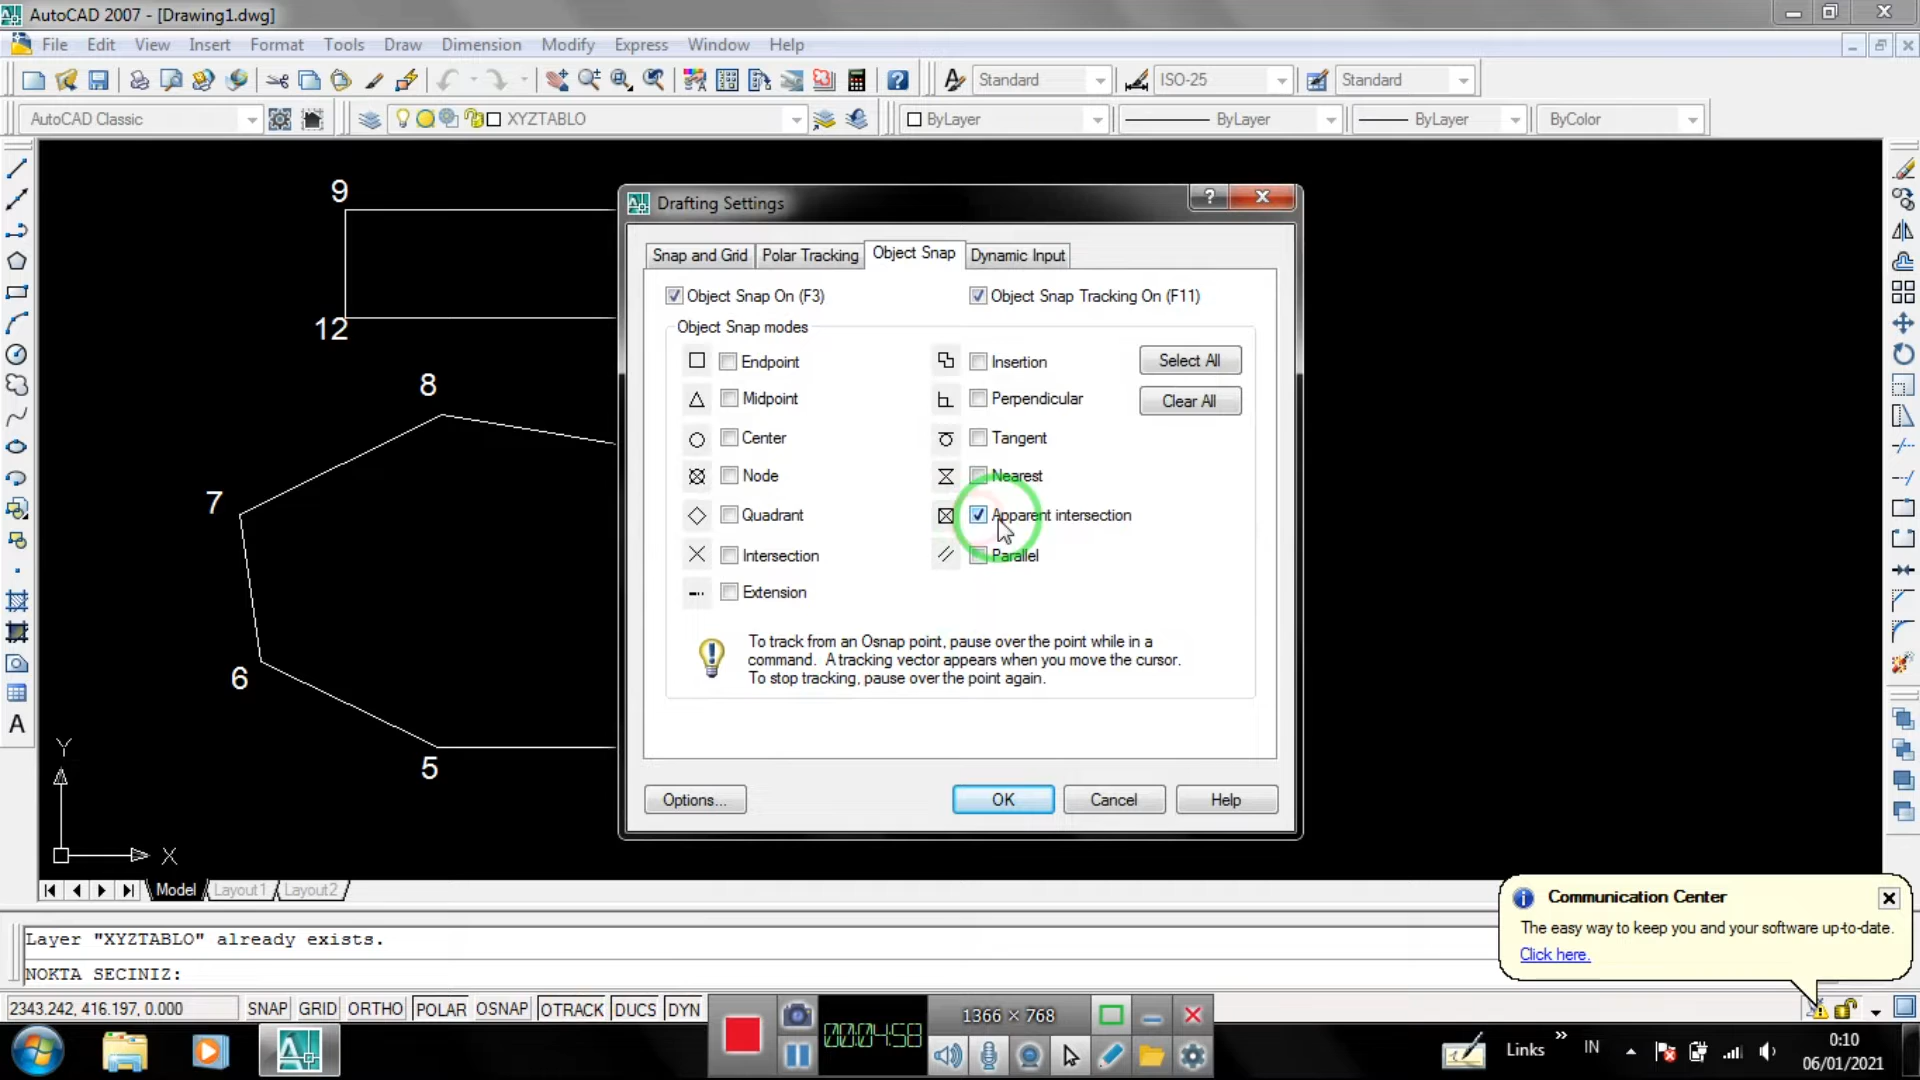 AutoCAD 2007 - [Drawing1.dwg]
File Edit View Insert Format Tools Draw Dimension Modify Express Window Help
Standard ISO-25 Standard
AutoCAD Classic XYZTABLO ByLayer ByLayer ByLayer ByColor
9
12
8
7
6
5
Y
X
Drafting Settings
Snap and Grid Polar Tracking Object Snap Dynamic Input
Object Snap On (F3) Object Snap Tracking On (F11)
Object Snap modes
Endpoint Insertion Select All
Midpoint Perpendicular Clear All
Center Tangent
Node Nearest
Quadrant Apparent intersection
Intersection Parallel
Extension
To track from an Osnap point, pause over the point while in a
command. A tracking vector appears when you move the cursor.
To stop tracking, pause over the point again.
Options... OK Cancel Help
Model Layout1 Layout2
Communication Center
The easy way to keep you and your software up-to-date.
Click here.
Layer "XYZTABLO" already exists.
NOKTA SECINIZ:
2343.242, 416.197, 0.000 SNAP GRID ORTHO POLAR OSNAP OTRACK DUCS DYN
1366 × 768
00:04:58
Links » IN
0:10
06/01/2021